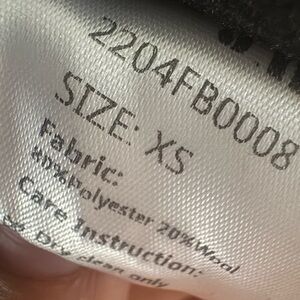 2204FB0008
SIZE: XS
Fabric:
80%Polyester 20%Wool
Care Instruction:
Dry clean only